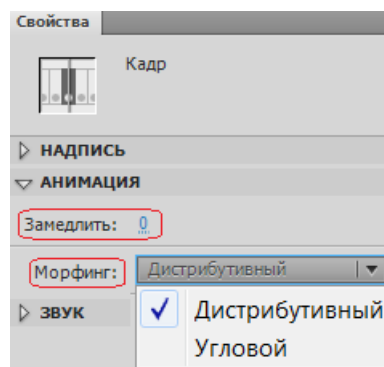 Свойства
Кадр
НАДПИСЬ
АНИМАЦИЯ
Замедлить: 0
Морфинг: Дистрибутивный
ЗВУК
Дистрибутивный
Угловой